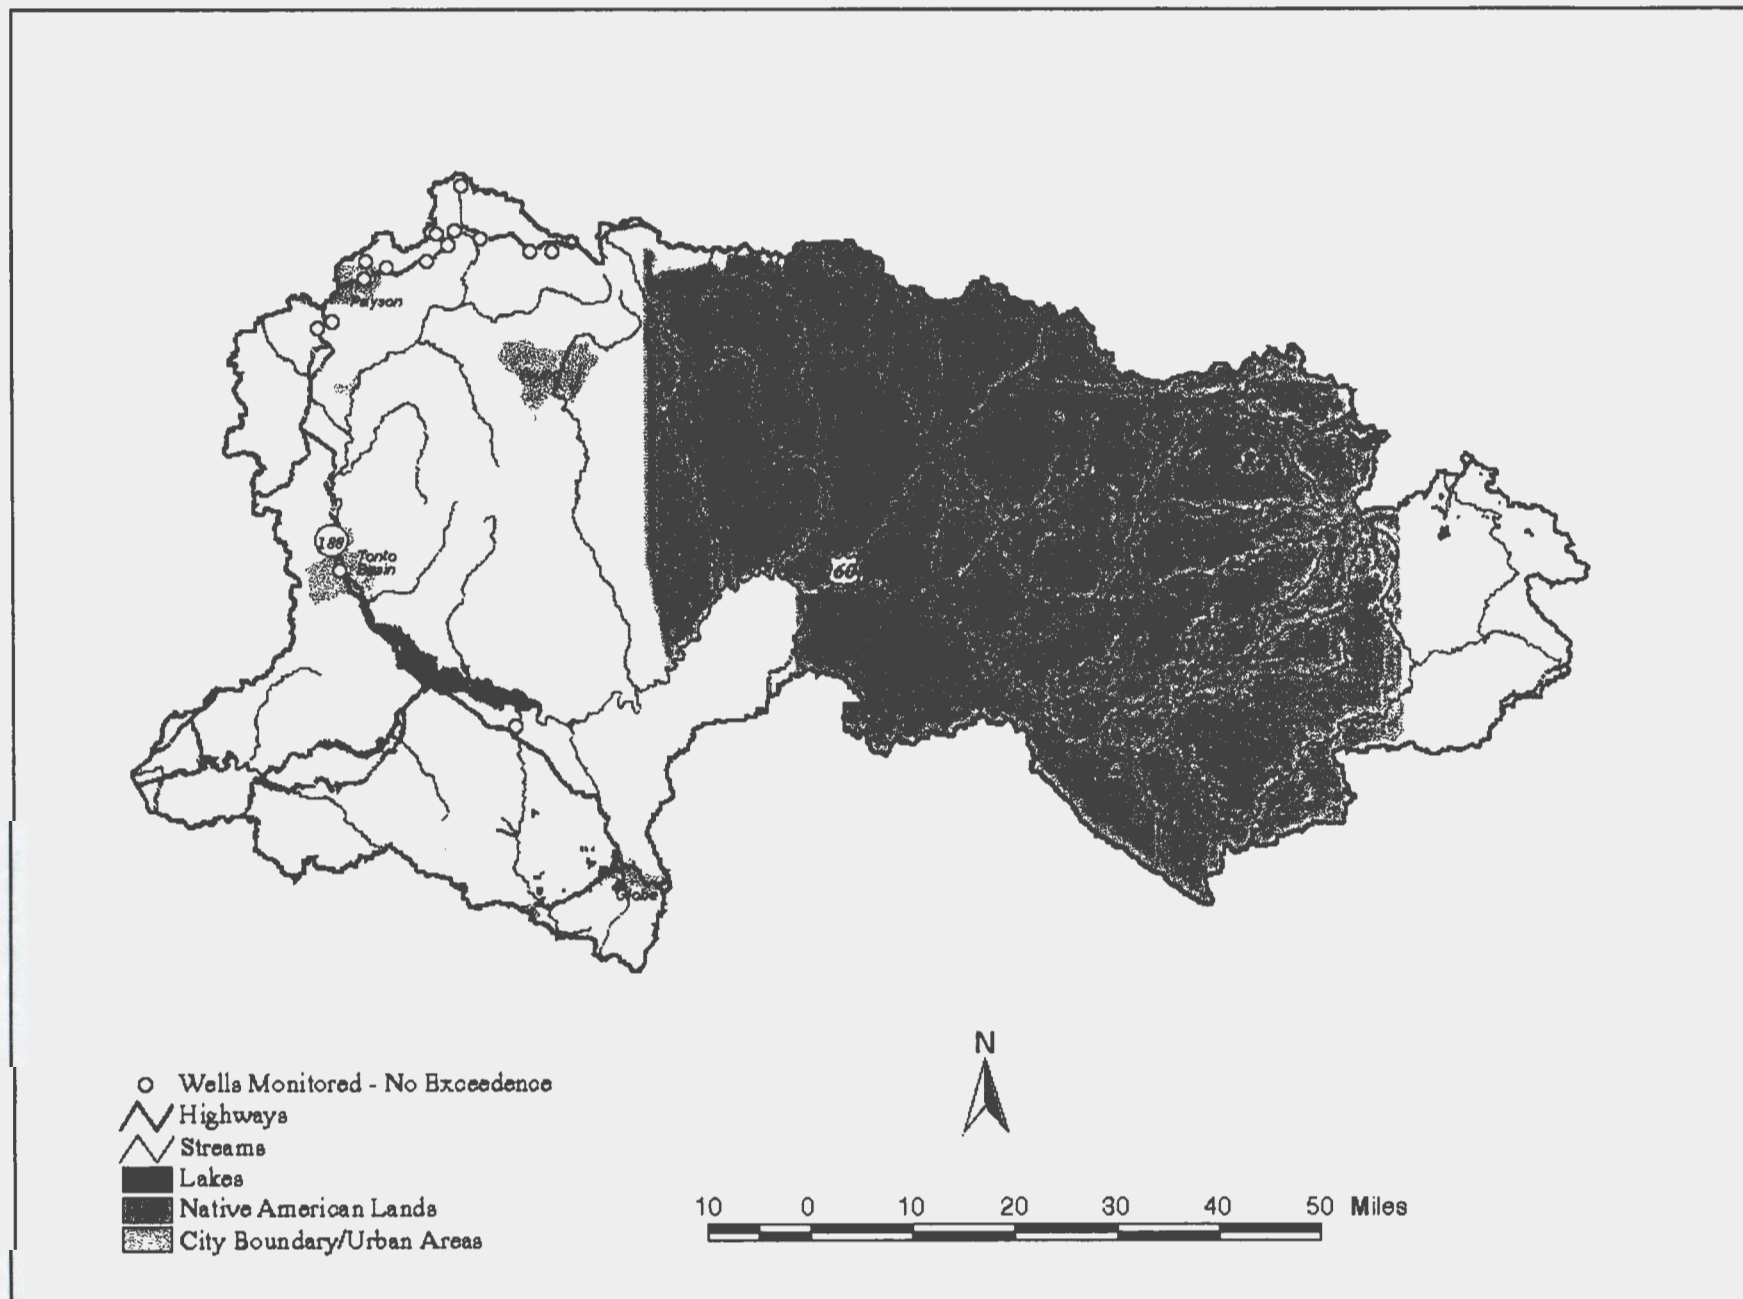 Payson
188
Tonto
Basin
60
Globe
N
Wells Monitored - No Exceedence
Highways
Streams
Lakes
Native American Lands
City Boundary/Urban Areas
10 0 10 20 30 40 50 Miles